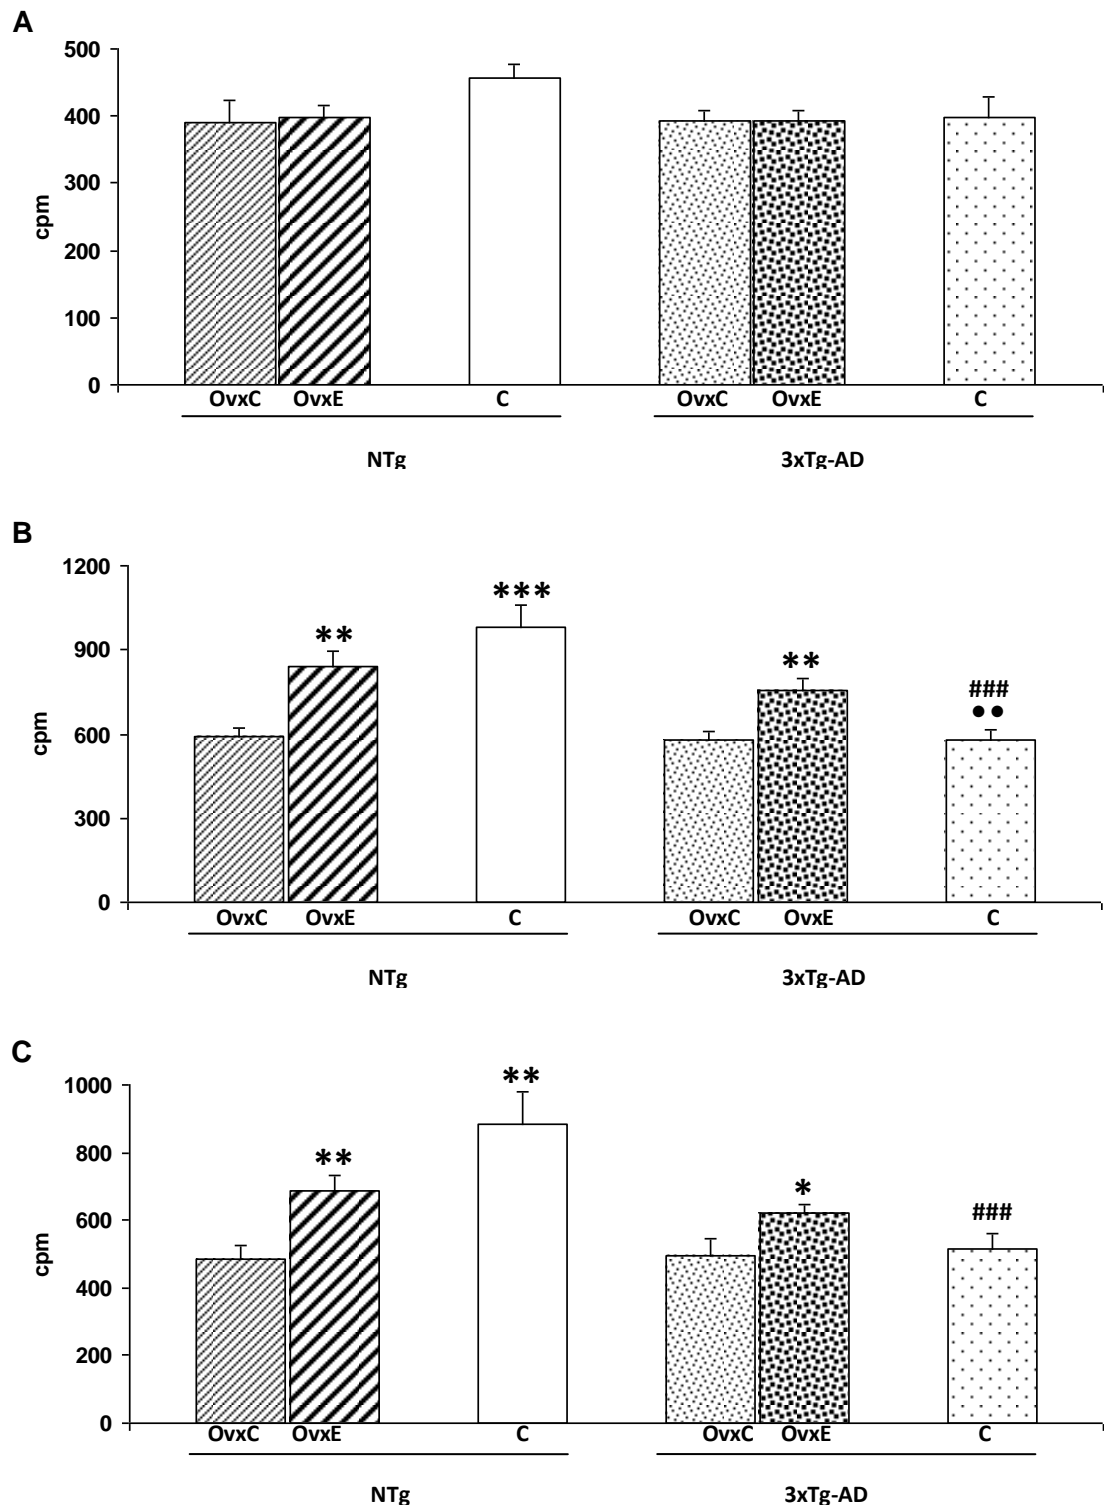 A
500
400
300
200
100
0
cpm
OvxC OvxE C OvxC OvxE C
NTg 3xTg-AD
B
1200
900
600
300
0
cpm
** *** ** ###
●●
OvxC OvxE C OvxC OvxE C
NTg 3xTg-AD
C
1000
800
600
400
200
0
cpm
** ** * ###
OvxC OvxE C OvxC OvxE C
NTg 3xTg-AD